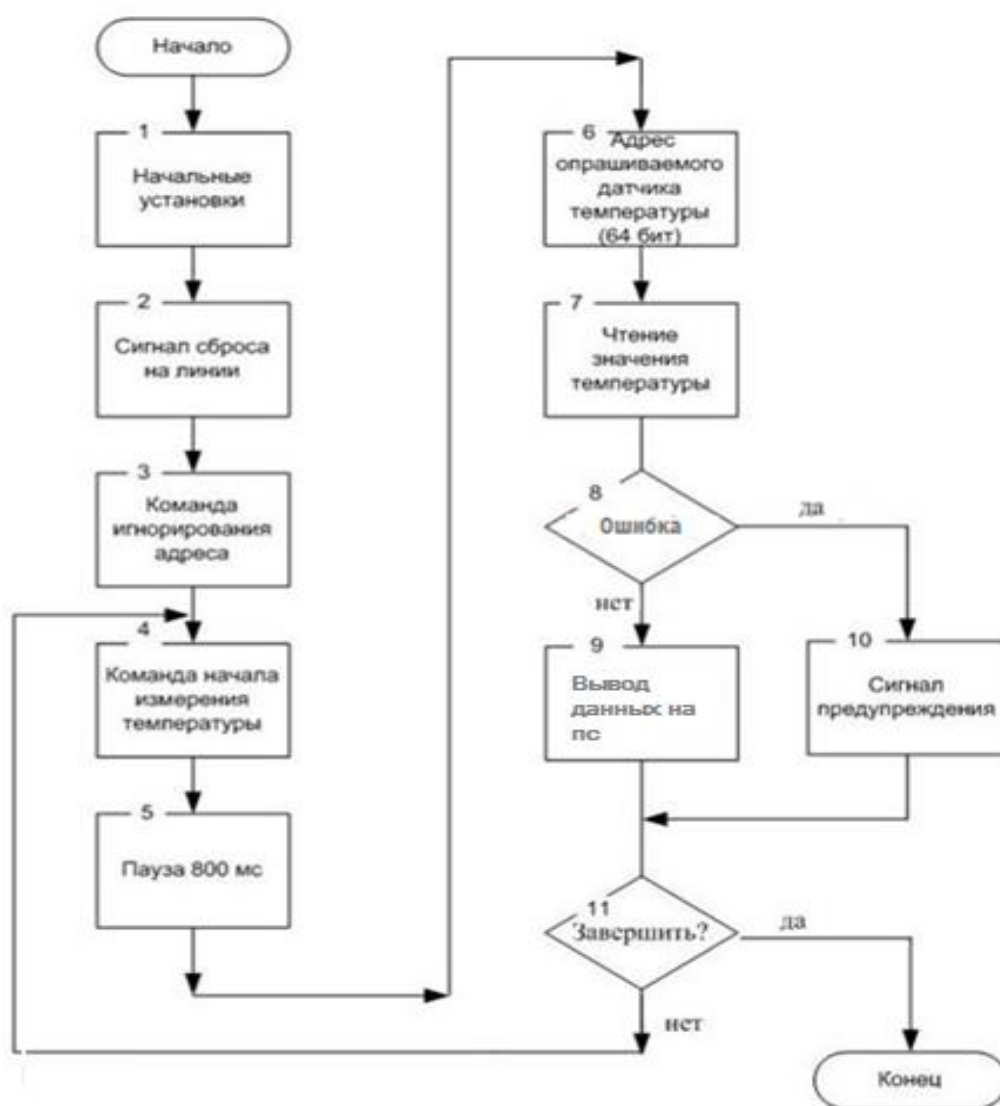 Начало
1
Начальные
установки
2
Сигнал сброса
на линии
3
Команда
игнорирования
адреса
4
Команда начала
измерения
температуры
5
Пауза 800 мс
6
Адрес
опрашиваемого
датчика
температуры
(64 бит)
7
Чтение
значения
температуры
8
Ошибка
да
нет
9
Вывод
данных на
пс
10
Сигнал
предупреждения
11
Завершить?
да
нет
Конец